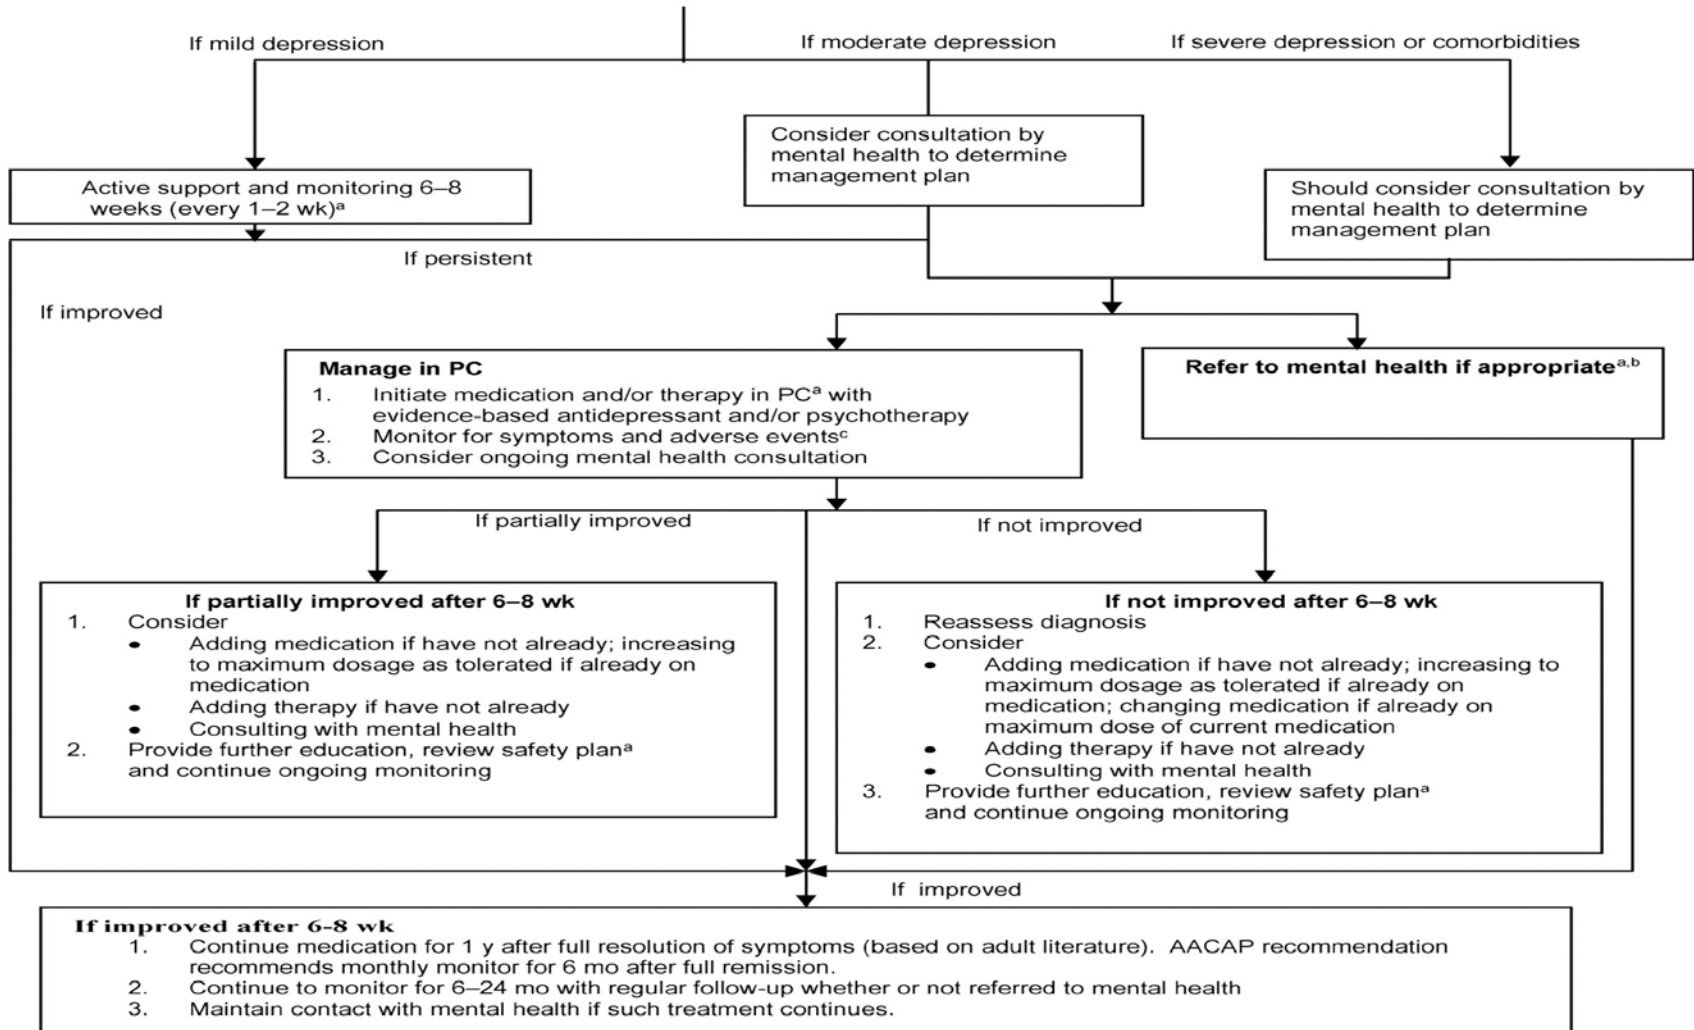 If mild depression
If moderate depression
If severe depression or comorbidities
Consider consultation by
mental health to determine
management plan
Active support and monitoring 6–8
weeks (every 1–2 wk)ᵃ
Should consider consultation by
mental health to determine
management plan
If persistent
If improved
Manage in PC
1. Initiate medication and/or therapy in PCᵃ with
evidence-based antidepressant and/or psychotherapy
2. Monitor for symptoms and adverse eventsᶜ
3. Consider ongoing mental health consultation
Refer to mental health if appropriateᵃ,ᵇ
If partially improved
If not improved
If partially improved after 6–8 wk
1. Consider
• Adding medication if have not already; increasing
to maximum dosage as tolerated if already on
medication
• Adding therapy if have not already
• Consulting with mental health
2. Provide further education, review safety planᵃ
and continue ongoing monitoring
If not improved after 6–8 wk
1. Reassess diagnosis
2. Consider
• Adding medication if have not already; increasing to
maximum dosage as tolerated if already on
medication; changing medication if already on
maximum dose of current medication
• Adding therapy if have not already
• Consulting with mental health
3. Provide further education, review safety planᵃ
and continue ongoing monitoring
If improved
If improved after 6-8 wk
1. Continue medication for 1 y after full resolution of symptoms (based on adult literature). AACAP recommendation
recommends monthly monitor for 6 mo after full remission.
2. Continue to monitor for 6–24 mo with regular follow-up whether or not referred to mental health
3. Maintain contact with mental health if such treatment continues.